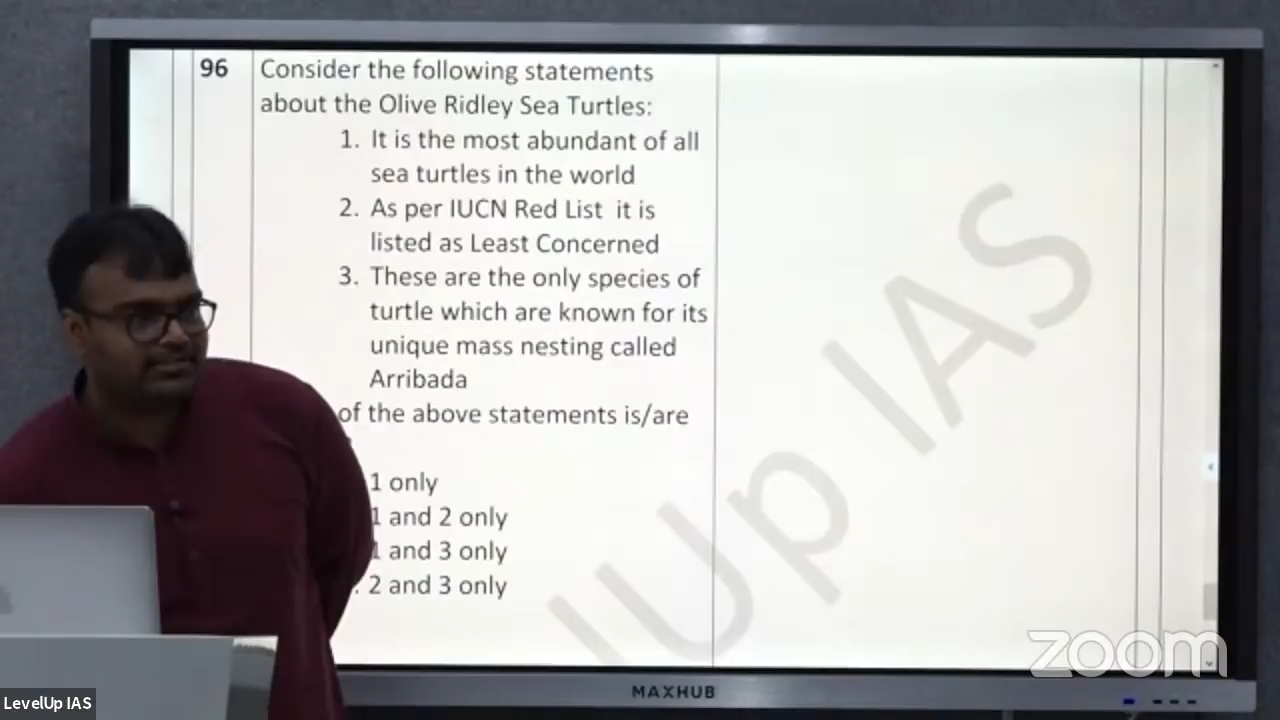 96 Consider the following statements
about the Olive Ridley Sea Turtles:
1. It is the most abundant of all
sea turtles in the world
2. As per IUCN Red List it is
listed as Least Concerned
3. These are the only species of
turtle which are known for its
unique mass nesting called
Arribada
of the above statements is/are
1 only
1 and 2 only
1 and 3 only
. 2 and 3 only
lUp IAS
zoom
MAXHUB
LevelUp IAS